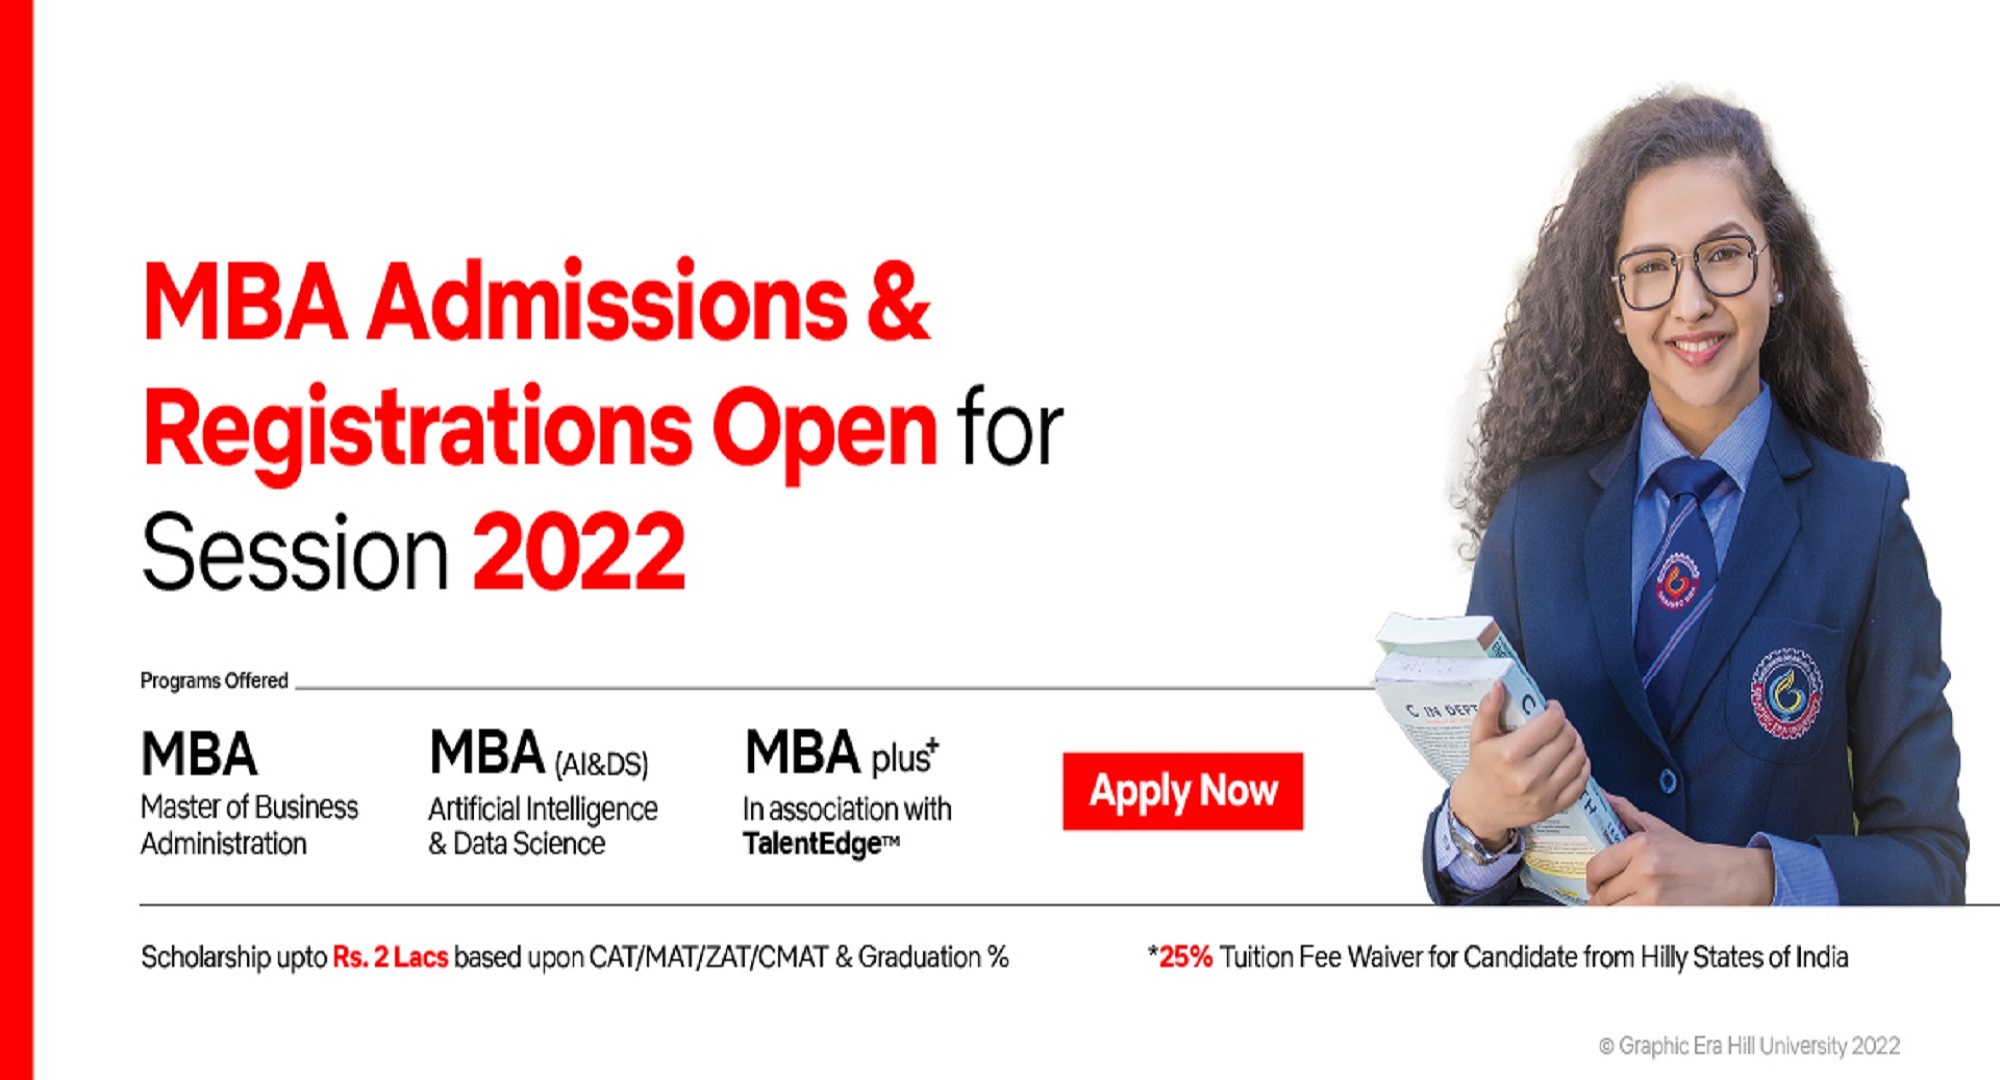 MBA Admissions &
Registrations Open for
Session 2022
Programs Offered
MBA
Master of Business
Administration
MBA (AI&DS)
Artificial Intelligence
& Data Science
MBA plus+
In association with
TalentEdge™
Apply Now
C IN DEPT
C
Scholarship upto Rs. 2 Lacs based upon CAT/MAT/ZAT/CMAT & Graduation %
*25% Tuition Fee Waiver for Candidate from Hilly States of India
© Graphic Era Hill University 2022